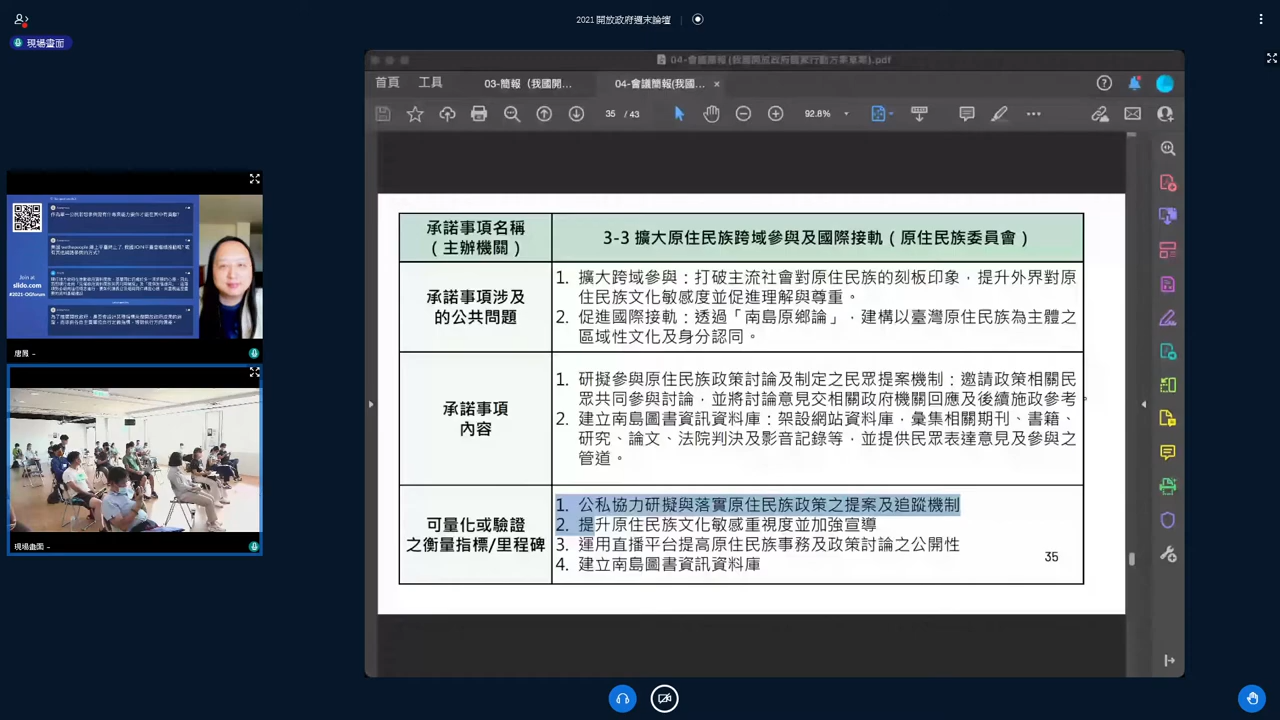 2021 開放政府週末論壇
現場畫面
04-會議簡報(我國開放政府國家行動方案草案).pdf
首頁
工具
03-簡報（我國開...
04-會議簡報(我國...
35 / 43
92.8%
承諾事項名稱
（主辦機關）
3-3 擴大原住民族跨域參與及國際接軌（原住民族委員會）
承諾事項涉及
的公共問題
1. 擴大跨域參與：打破主流社會對原住民族的刻板印象，提升外界對原
住民族文化敏感度並促進理解與尊重。
2. 促進國際接軌：透過「南島原鄉論」，建構以臺灣原住民族為主體之
區域性文化及身分認同。
承諾事項
內容
1. 研擬參與原住民族政策討論及制定之民眾提案機制：邀請政策相關民
眾共同參與討論，並將討論意見交相關政府機關回應及後續施政參考。
2. 建立南島圖書資訊資料庫：架設網站資料庫，彙集相關期刊、書籍、
研究、論文、法院判決及影音記錄等，並提供民眾表達意見及參與之
管道。
可量化或驗證
之衡量指標/里程碑
1. 公私協力研擬與落實原住民族政策之提案及追蹤機制
2. 提升原住民族文化敏感重視度並加強宣導
3. 運用直播平台提高原住民族事務及政策討論之公開性
4. 建立南島圖書資訊資料庫
35
Join at
slido.com
#2021-OGforum
唐鳳
現場畫面